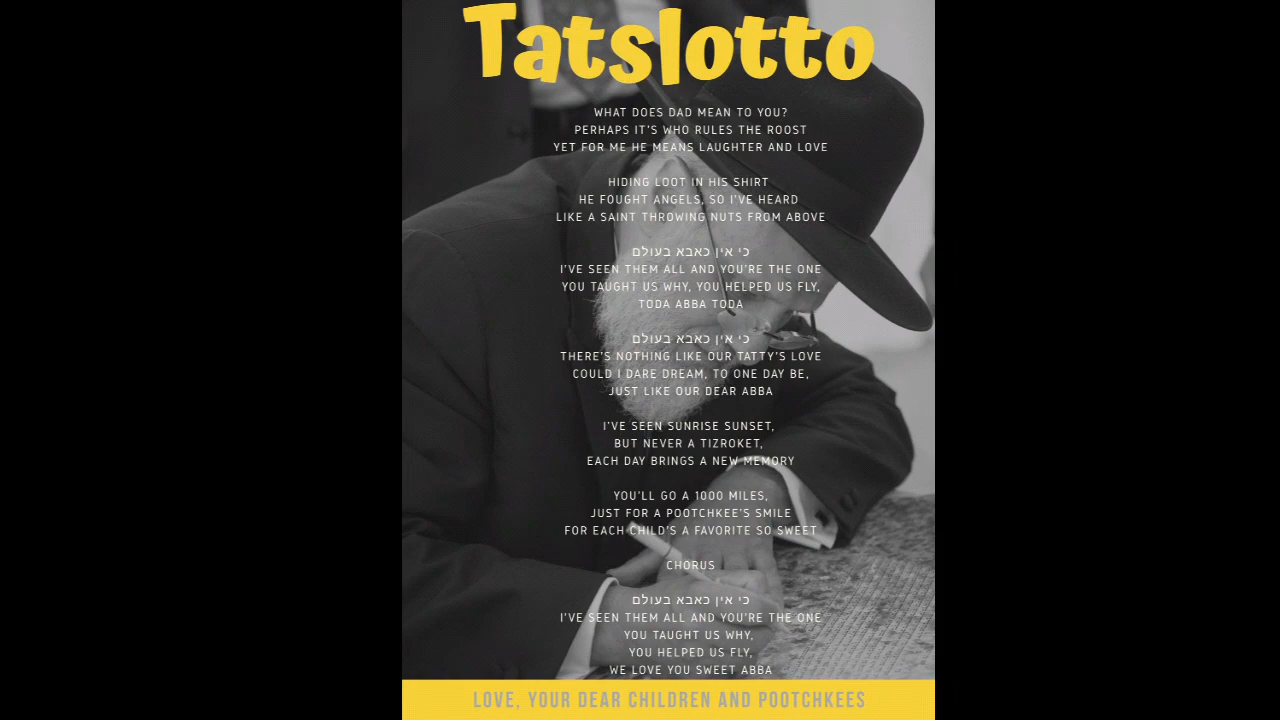 Tatslotto
WHAT DOES DAD MEAN TO YOU?
PERHAPS IT'S WHO RULES THE ROOST
YET FOR ME HE MEANS LAUGHTER AND LOVE
HIDING LOOT IN HIS SHIRT
HE FOUGHT ANGELS, SO I'VE HEARD
LIKE A SAINT THROWING NUTS FROM ABOVE
כי אין כאבא בעולם
I'VE SEEN THEM ALL AND YOU'RE THE ONE
YOU TAUGHT US WHY, YOU HELPED US FLY,
TODA ABBA TODA
כי אין כאבא בעולם
THERE'S NOTHING LIKE OUR TATTY'S LOVE
COULD I DARE DREAM, TO ONE DAY BE,
JUST LIKE OUR DEAR ABBA
I'VE SEEN SUNRISE SUNSET,
BUT NEVER A TIZROKET,
EACH DAY BRINGS A NEW MEMORY
YOU'LL GO A 1000 MILES,
JUST FOR A POOTCHKEE'S SMILE
FOR EACH CHILD'S A FAVORITE SO SWEET
CHORUS
כי אין כאבא בעולם
I'VE SEEN THEM ALL AND YOU'RE THE ONE
YOU TAUGHT US WHY,
YOU HELPED US FLY,
WE LOVE YOU SWEET ABBA
LOVE, YOUR DEAR CHILDREN AND POOTCHKEES